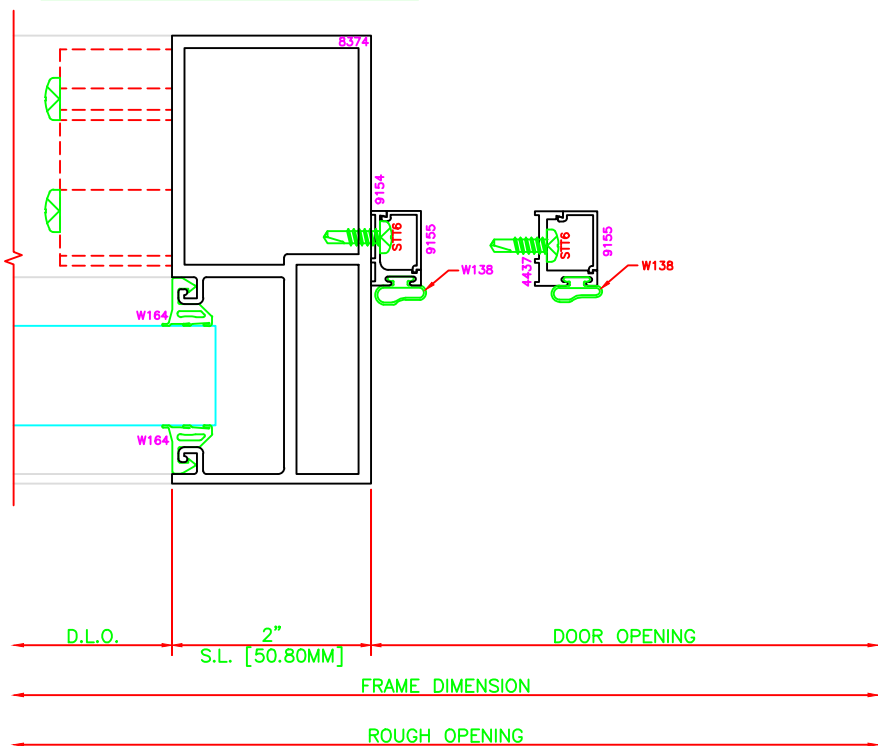 8374
9154
STT6
9155
W138
STT6
9155
4437
W138
W164
W164
D.L.O.
2”
S.L. [50.80MM]
DOOR OPENING
FRAME DIMENSION
ROUGH OPENING